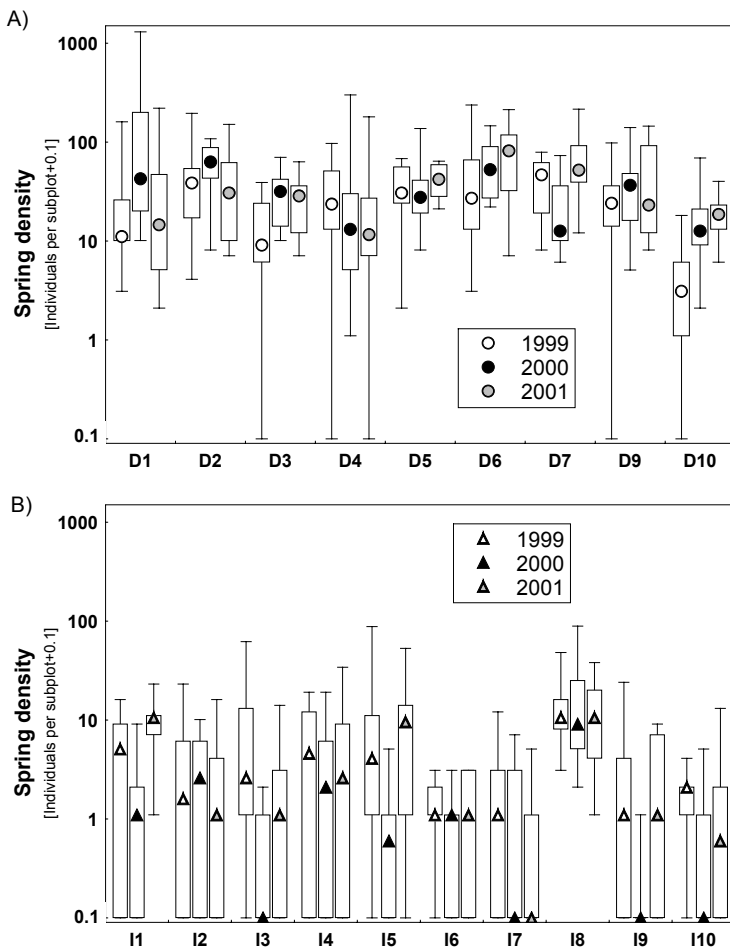 A)
Spring density
[Individuals per subplot+0.1]
1000
100
10
1
0.1
1999
2000
2001
D1 D2 D3 D4 D5 D6 D7 D9 D10
B)
Spring density
[Individuals per subplot+0.1]
1000
100
10
1
0.1
1999
2000
2001
I1 I2 I3 I4 I5 I6 I7 I8 I9 I10